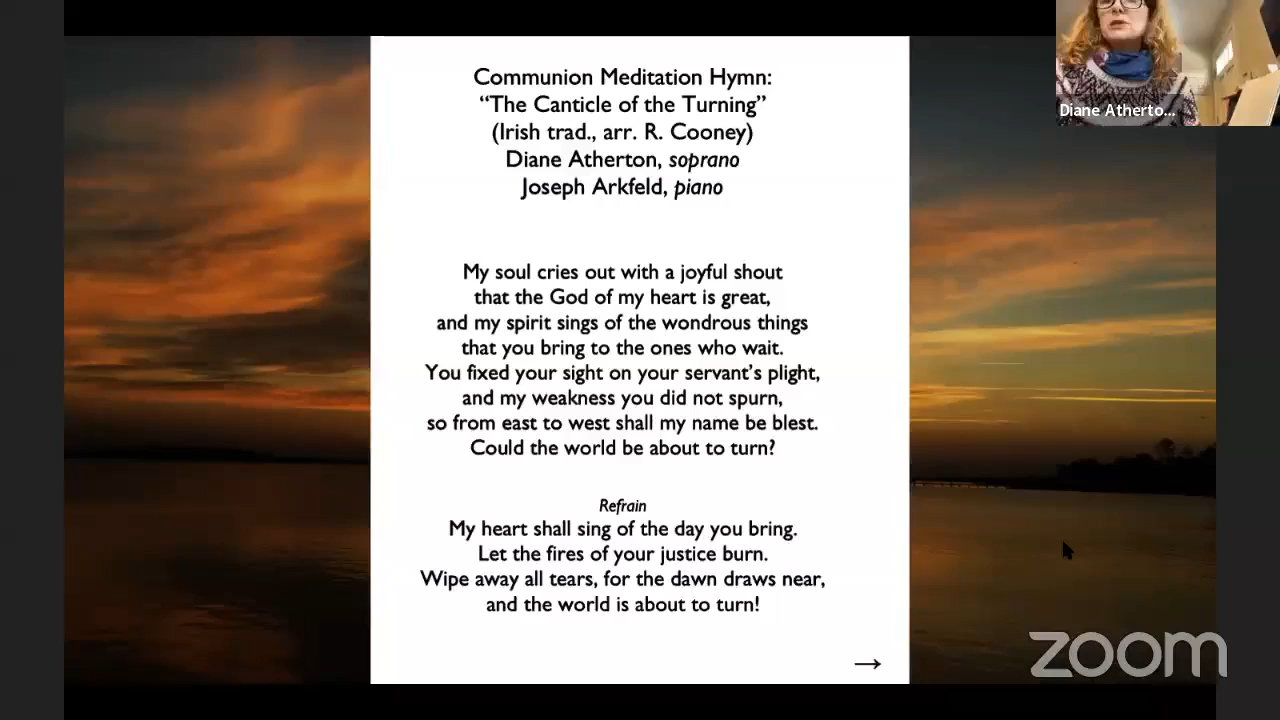 Communion Meditation Hymn:
“The Canticle of the Turning”
(Irish trad., arr. R. Cooney)
Diane Atherton, soprano
Joseph Arkfeld, piano
My soul cries out with a joyful shout
that the God of my heart is great,
and my spirit sings of the wondrous things
that you bring to the ones who wait.
You fixed your sight on your servant’s plight,
and my weakness you did not spurn,
so from east to west shall my name be blest.
Could the world be about to turn?
Refrain
My heart shall sing of the day you bring.
Let the fires of your justice burn.
Wipe away all tears, for the dawn draws near,
and the world is about to turn!
→
Diane Atherto...
zoom